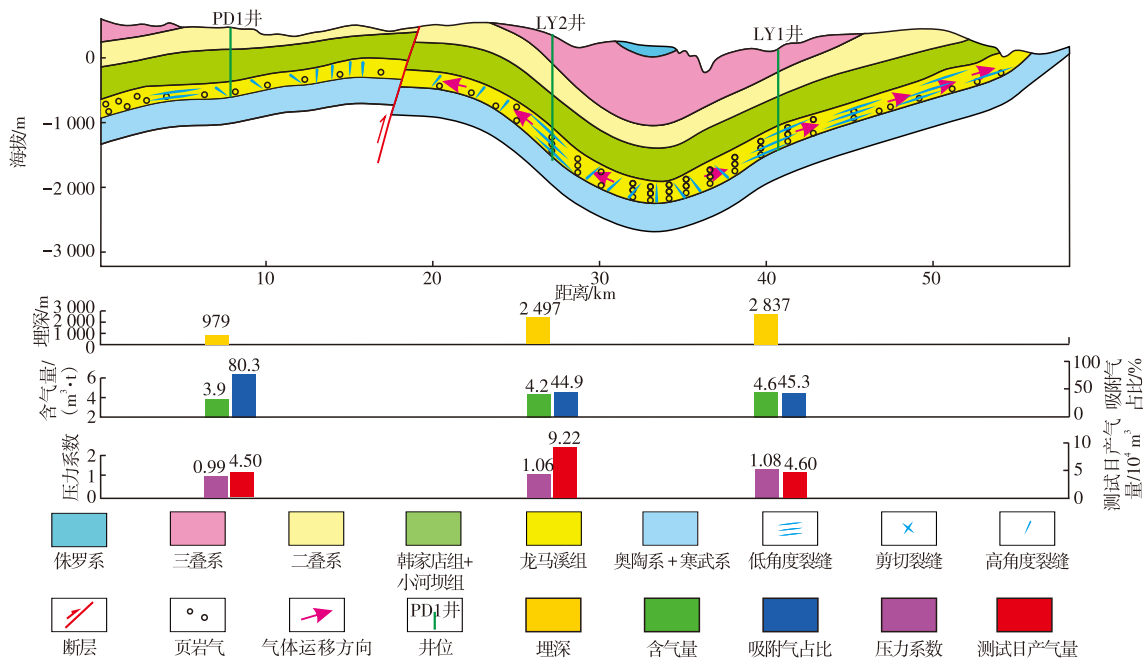 PD1井
LY2井
LY1井
0
−1 000
−2 000
−3 000
海拔/m
10
20
30
40
50
距离/km
埋深/m
3 000
2 000
1 000
0
979
2 497
2 837
含气量/
(m³·t)
6
4
2
3.9
80.3
4.2
44.9
4.6
45.3
100
50
0
吸附气
占比/%
压力系数
2
1
0
0.99
4.50
1.06
9.22
1.08
4.60
10
5
0
测试日产气
量/10⁴ m³
侏罗系
三叠系
二叠系
韩家店组+
小河坝组
龙马溪组
奥陶系+寒武系
低角度裂缝
剪切裂缝
高角度裂缝
PD1井
断层
页岩气
气体运移方向
井位
埋深
含气量
吸附气占比
压力系数
测试日产气量